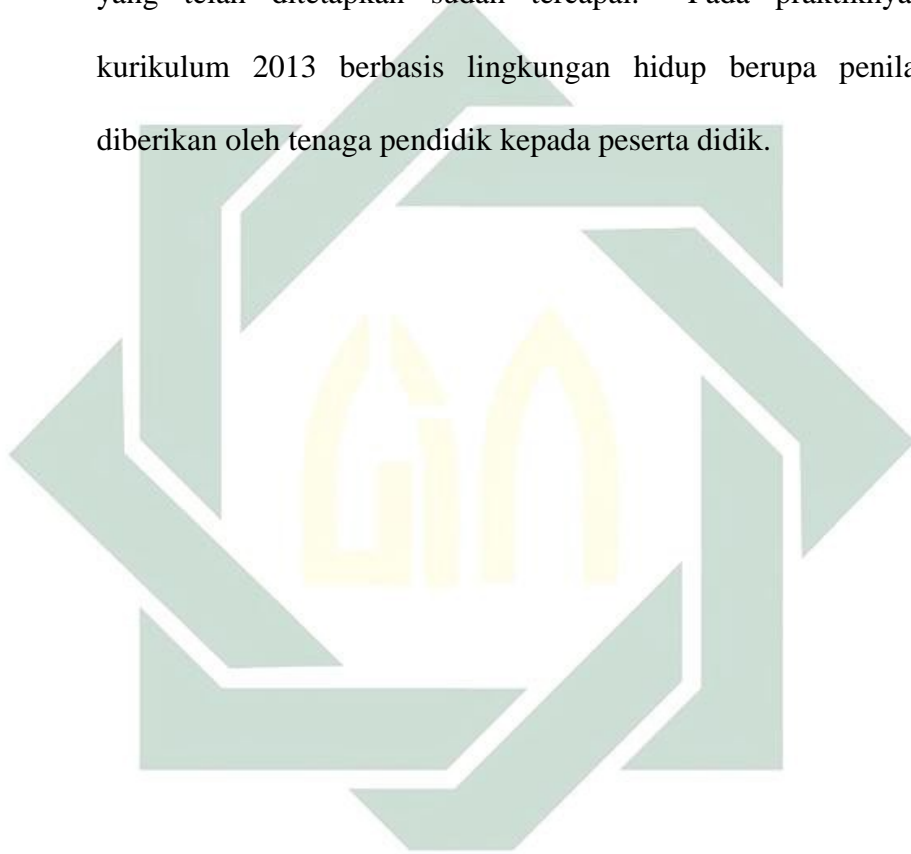 yang telah ditetapkan sudah tercapai. Pada praktiknya
kurikulum 2013 berbasis lingkungan hidup berupa penila
diberikan oleh tenaga pendidik kepada peserta didik.